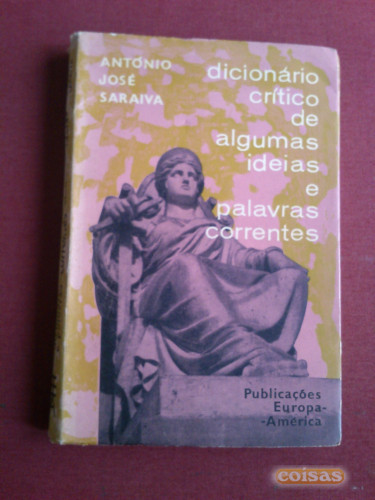 ANTÓNIO
JOSÉ
SARAIVA
dicionário
crítico
de
algumas
ideias
e
palavras
correntes
Publicações
Europa-
-América
coisas